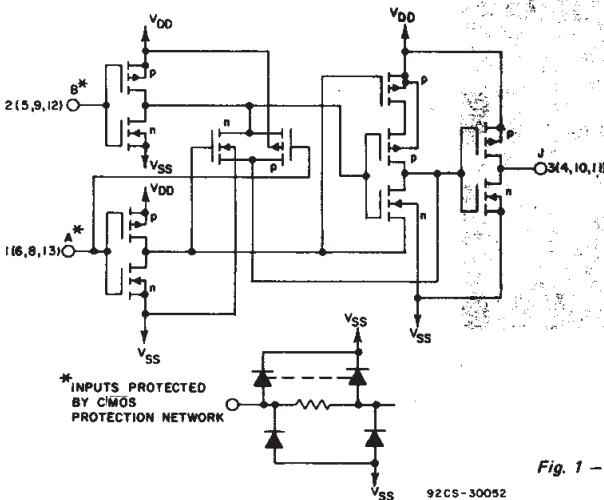 VDD
VDD
B*
2(5,9,12)
p
n
VSS
n
p
p
p
n
p
n
J
3(4,10,11)
VDD
A*
1(6,8,13)
p
n
VSS
VSS
*INPUTS PROTECTED
BY CMOS
PROTECTION NETWORK
VSS
VSS
Fig. 1 –
92CS-30052